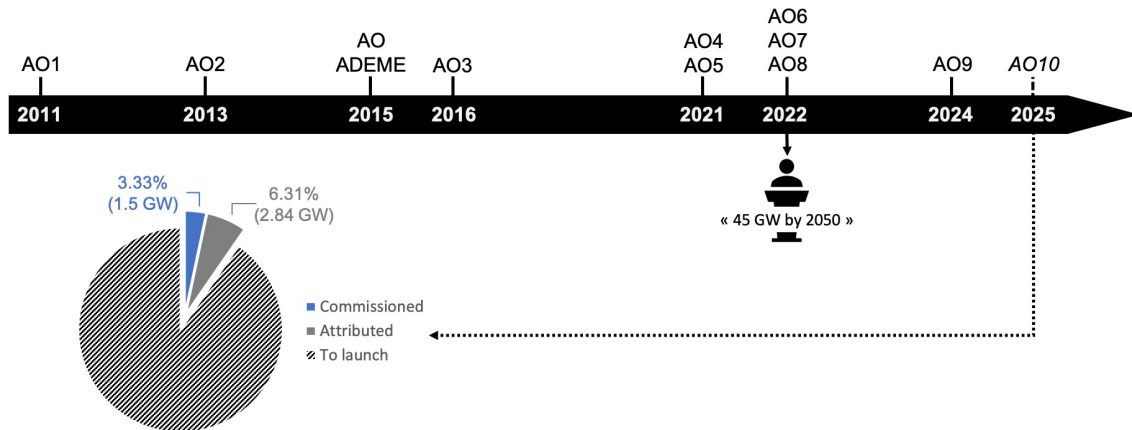 AO1
AO2
AO
ADEME
AO3
AO4
AO5
AO6
AO7
AO8
AO9
AO10
2011
2013
2015
2016
2021
2022
2024
2025
3.33%
(1.5 GW)
6.31%
(2.84 GW)
« 45 GW by 2050 »
Commissioned
Attributed
To launch